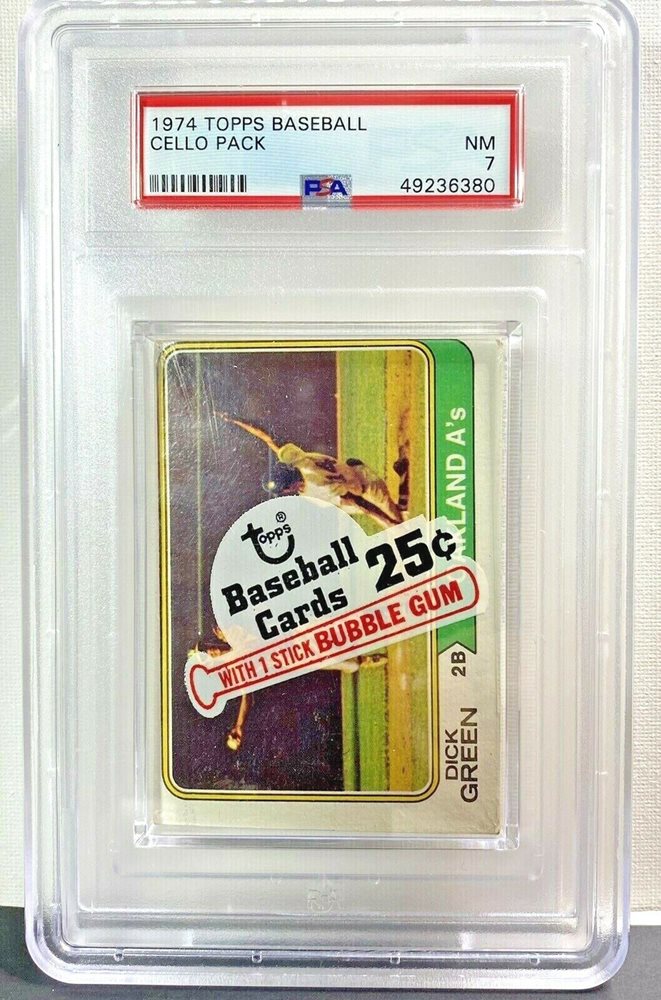 1974 TOPPS BASEBALL
CELLO PACK NM
7
PSA 49236380
topps®
Baseball
Cards 25¢
WITH 1 STICK BUBBLE GUM
KLAND A's
DICK 2B
GREEN